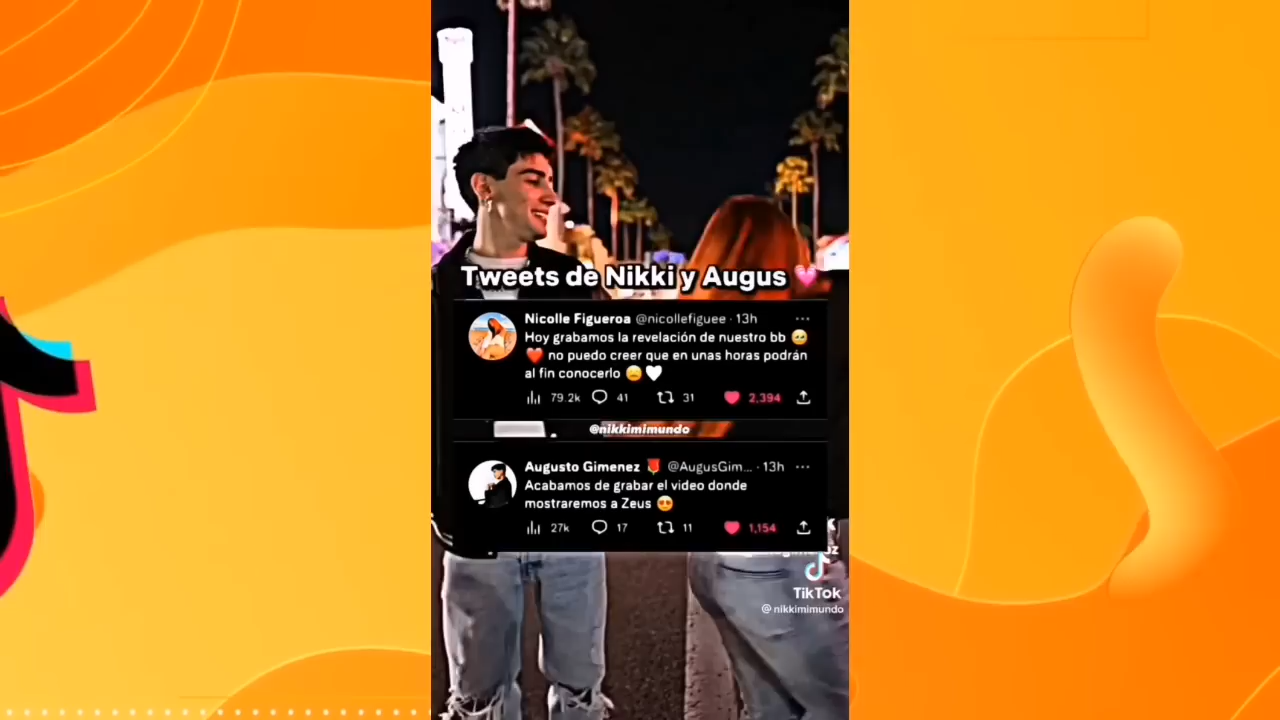 Tweets de Nikki y Augus 💗
Nicolle Figueroa @nicollefiguee · 13h
Hoy grabamos la revelación de nuestro bb 🥹
❤️ no puedo creer que en unas horas podrán
al fin conocerlo 😩🤍
79.2k 41 31 2,394
@nikkimimundo
Augusto Gimenez 🌹 @AugusGim... · 13h
Acabamos de grabar el video donde
mostraremos a Zeus 😍
27k 17 11 1,154
TikTok
@nikkimimundo